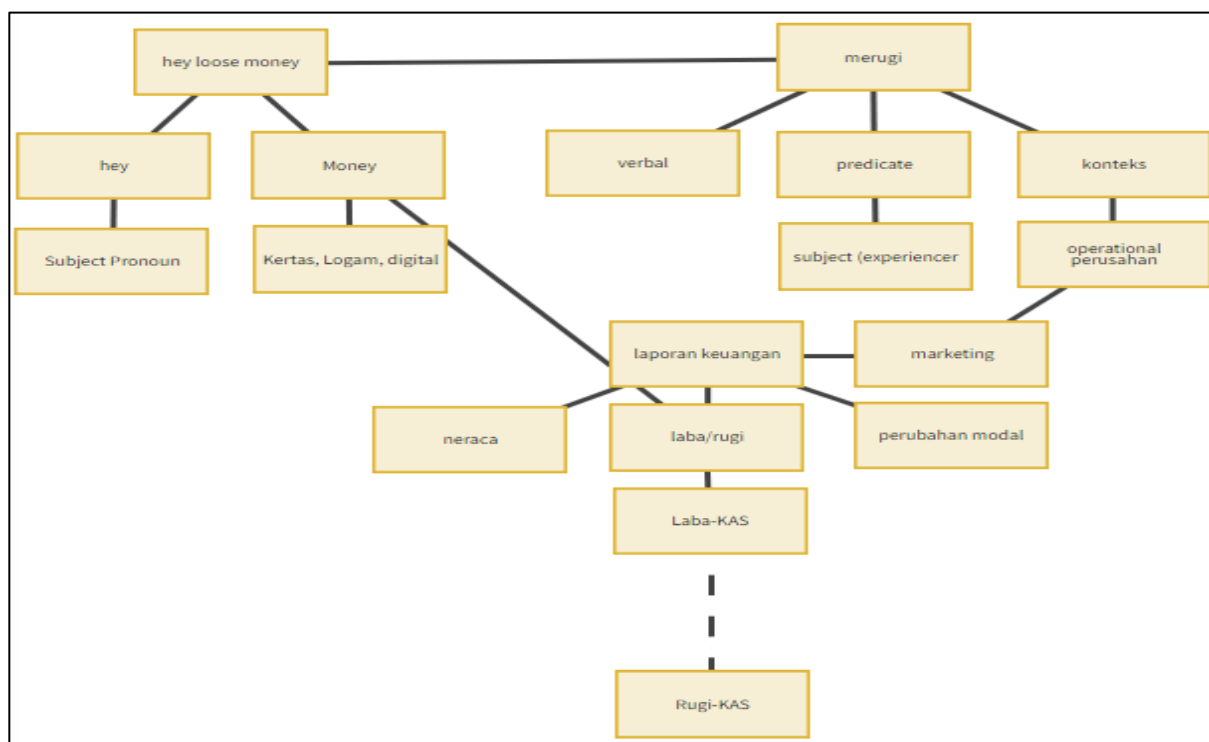 hey loose money
merugi
hey
Money
verbal
predicate
konteks
Subject Pronoun
Kertas, Logam, digital
subject (experiencer
operational
perusahan
laporan keuangan
marketing
neraca
laba/rugi
perubahan modal
Laba-KAS
Rugi-KAS